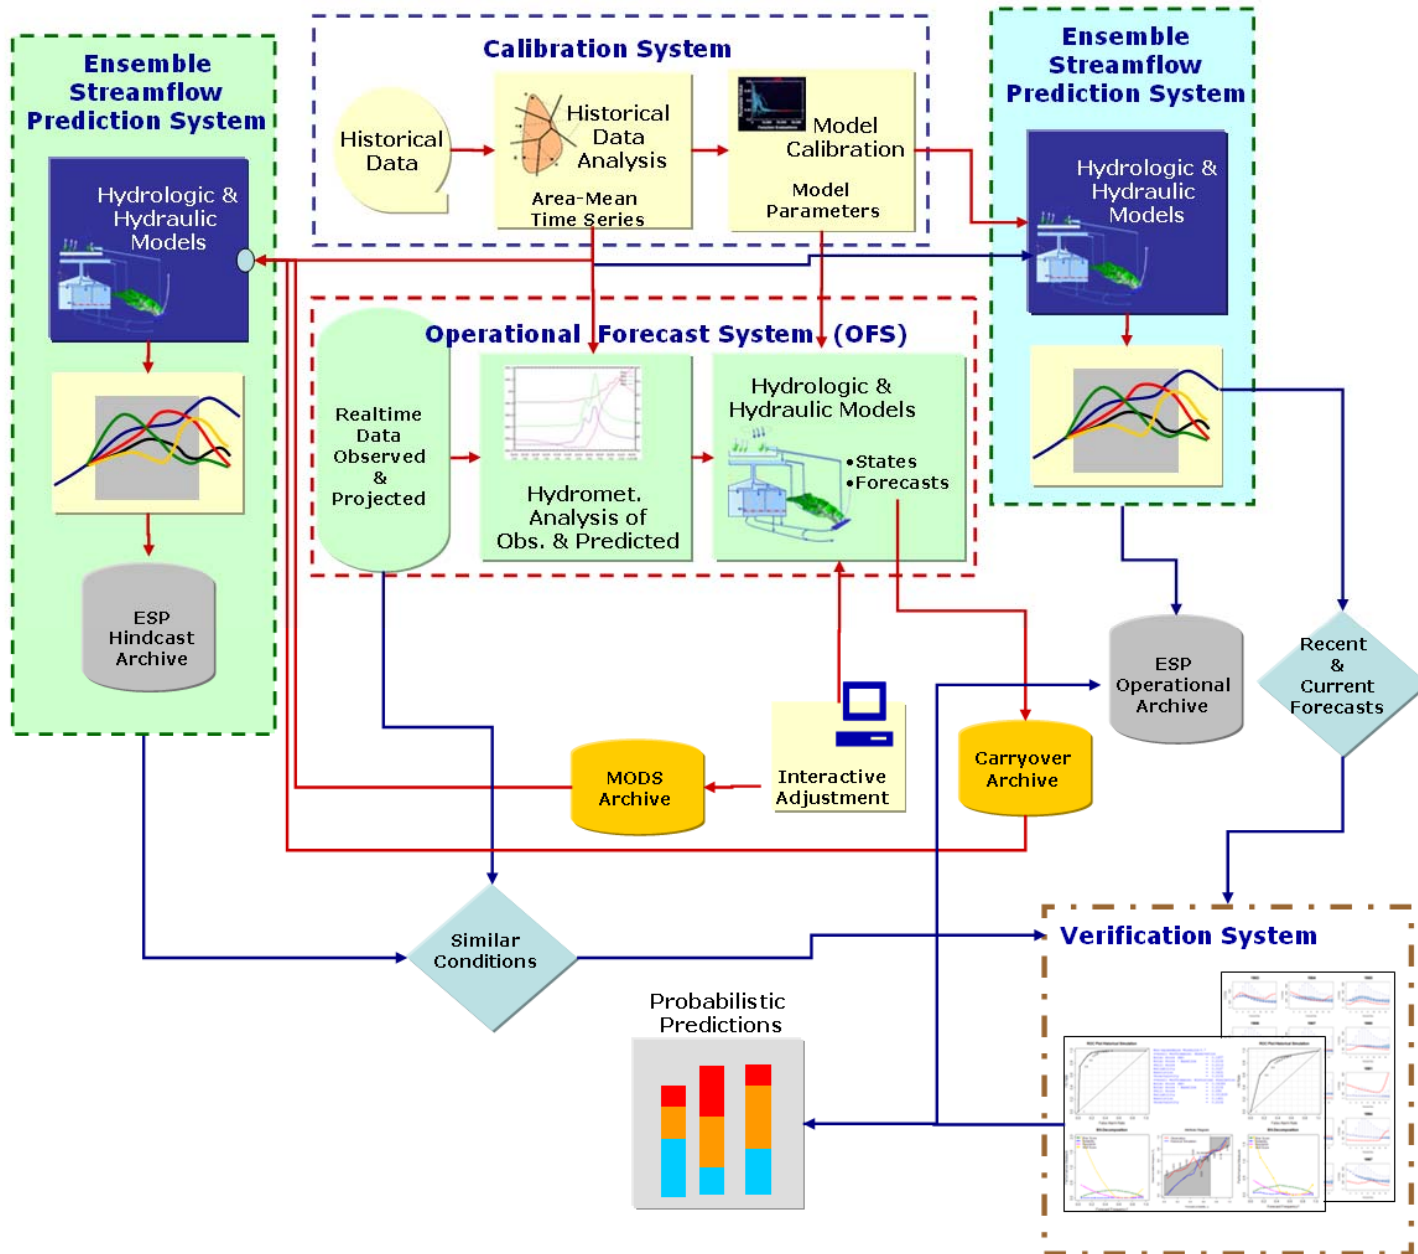 Ensemble
Streamflow
Prediction System
Hydrologic &
Hydraulic
Models
ESP
Hindcast
Archive
Calibration System
Historical
Data
Historical
Data
Analysis
Area-Mean
Time Series
Model
Calibration
Model
Parameters
Ensemble
Streamflow
Prediction System
Hydrologic &
Hydraulic
Models
Operational Forecast System (OFS)
Realtime
Data
Observed
&
Projected
Hydromet.
Analysis of
Obs. & Predicted
Hydrologic &
Hydraulic Models
•States
•Forecasts
ESP
Operational
Archive
Recent
&
Current
Forecasts
MODS
Archive
Interactive
Adjustment
Carryover
Archive
Similar
Conditions
Verification System
Probabilistic
Predictions